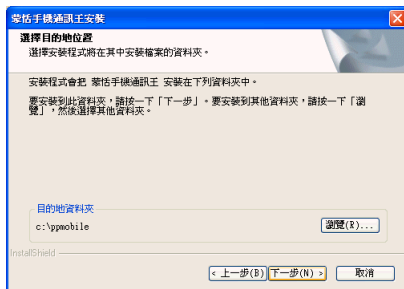 蒙恬手機通訊王安裝
選擇目的地位置
選擇安裝程式將在其中安裝檔案的資料夾。
安裝程式會把 蒙恬手機通訊王 安裝在下列資料夾中。
要安裝到此資料夾，請按一下「下一步」。要安裝到其他資料夾，請按一下「瀏
覽」，然後選擇其他資料夾。
目的地資料夾
c:\ppmobile
瀏覽(R)...
InstallShield
< 上一步(B)
下一步(N) >
取消